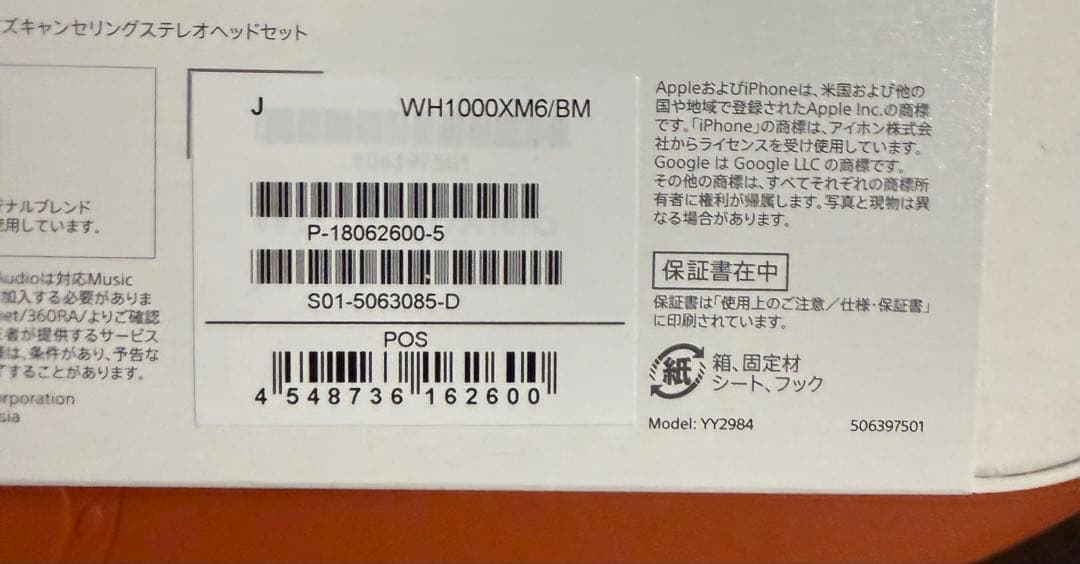 ズキャンセリングステレオヘッドセット
ナルブレンド
使用しています。
Audioは対応Music
加入する必要がありま
net/360RA/よりご確認
者が提供するサービス
は、条件があり、予告な
することがあります。
orporation
sia
J WH1000XM6/BM
P-18062600-5
S01-5063085-D
POS
4 548736 162600
AppleおよびiPhoneは、米国および他の
国や地域で登録されたApple Inc.の商標
です。「iPhone」の商標は、アイホン株式会
社からライセンスを受け使用しています。
Google は Google LLC の商標です。
その他の商標は、すべてそれぞれの商標所
有者に権利が帰属します。写真と現物は異
なる場合があります。
保証書在中
保証書は「使用上のご注意／仕様・保証書」
に印刷されています。
紙 箱、固定材
シート、フック
Model: YY2984 506397501